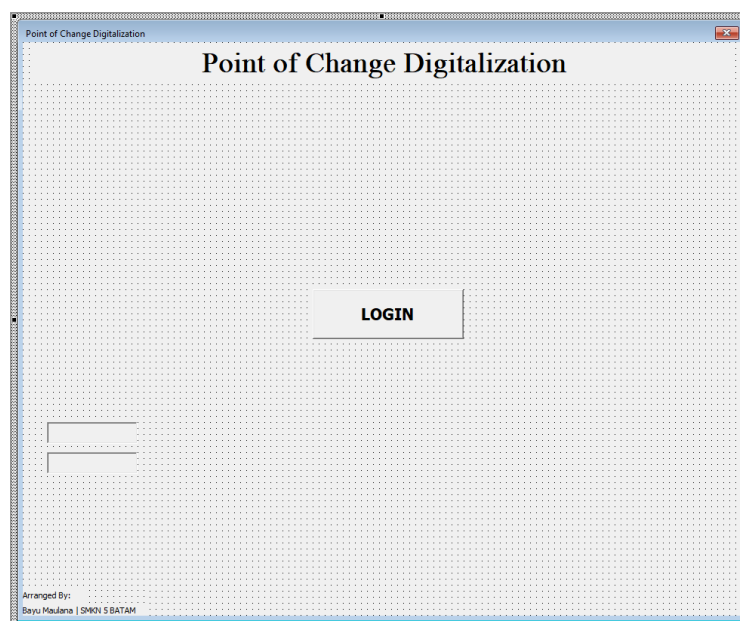 Point of Change Digitalization
Point of Change Digitalization
LOGIN
Arranged By:
Bayu Maulana | SMKN 5 BATAM